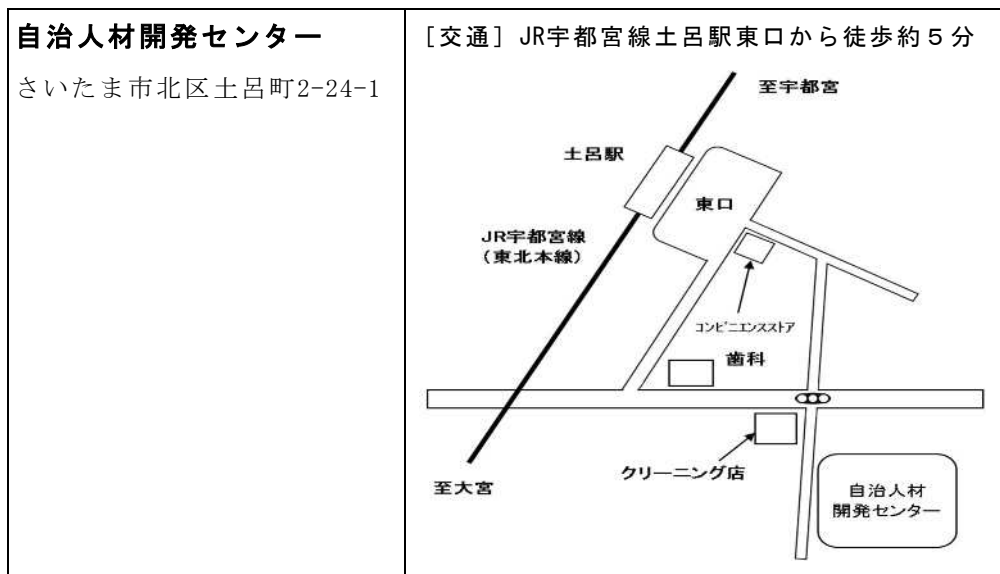 自治人材開発センター
さいたま市北区土呂町2-24-1
[交通] JR宇都宮線土呂駅東口から徒歩約５分
至宇都宮
土呂駅
東口
JR宇都宮線
（東北本線）
ｺﾝﾋﾞﾆｴﾝｽｽﾄｱ
歯科
クリーニング店
至大宮
自治人材
開発センター